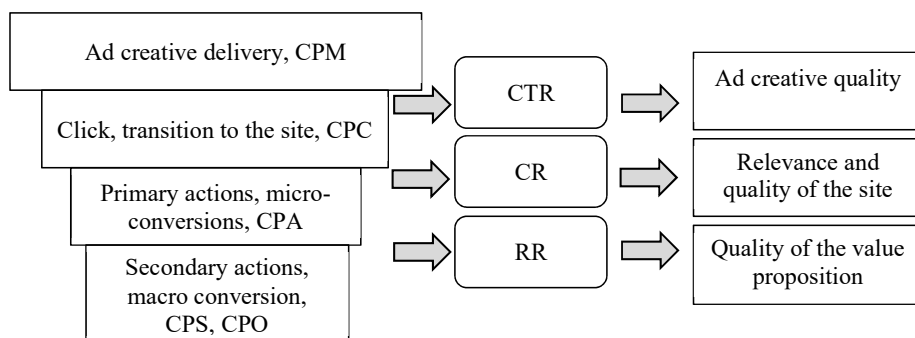 Ad creative delivery, CPM
Click, transition to the site, CPC
Primary actions, micro-
conversions, CPA
Secondary actions,
macro conversion,
CPS, CPO
CTR
CR
RR
Ad creative quality
Relevance and
quality of the site
Quality of the value
proposition